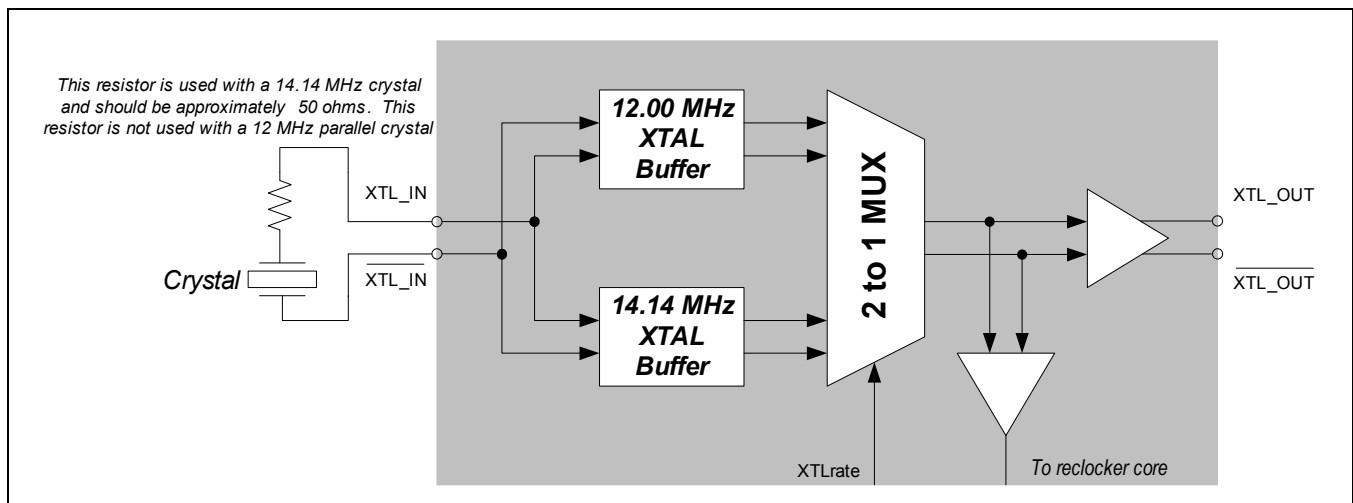 This resistor is used with a 14.14 MHz crystal
and should be approximately 50 ohms. This
resistor is not used with a 12 MHz parallel crystal
XTL_IN
XTL_IN
Crystal
12.00 MHz
XTAL
Buffer
14.14 MHz
XTAL
Buffer
2 to 1 MUX
XTL_OUT
XTL_OUT
XTLrate
To reclocker core